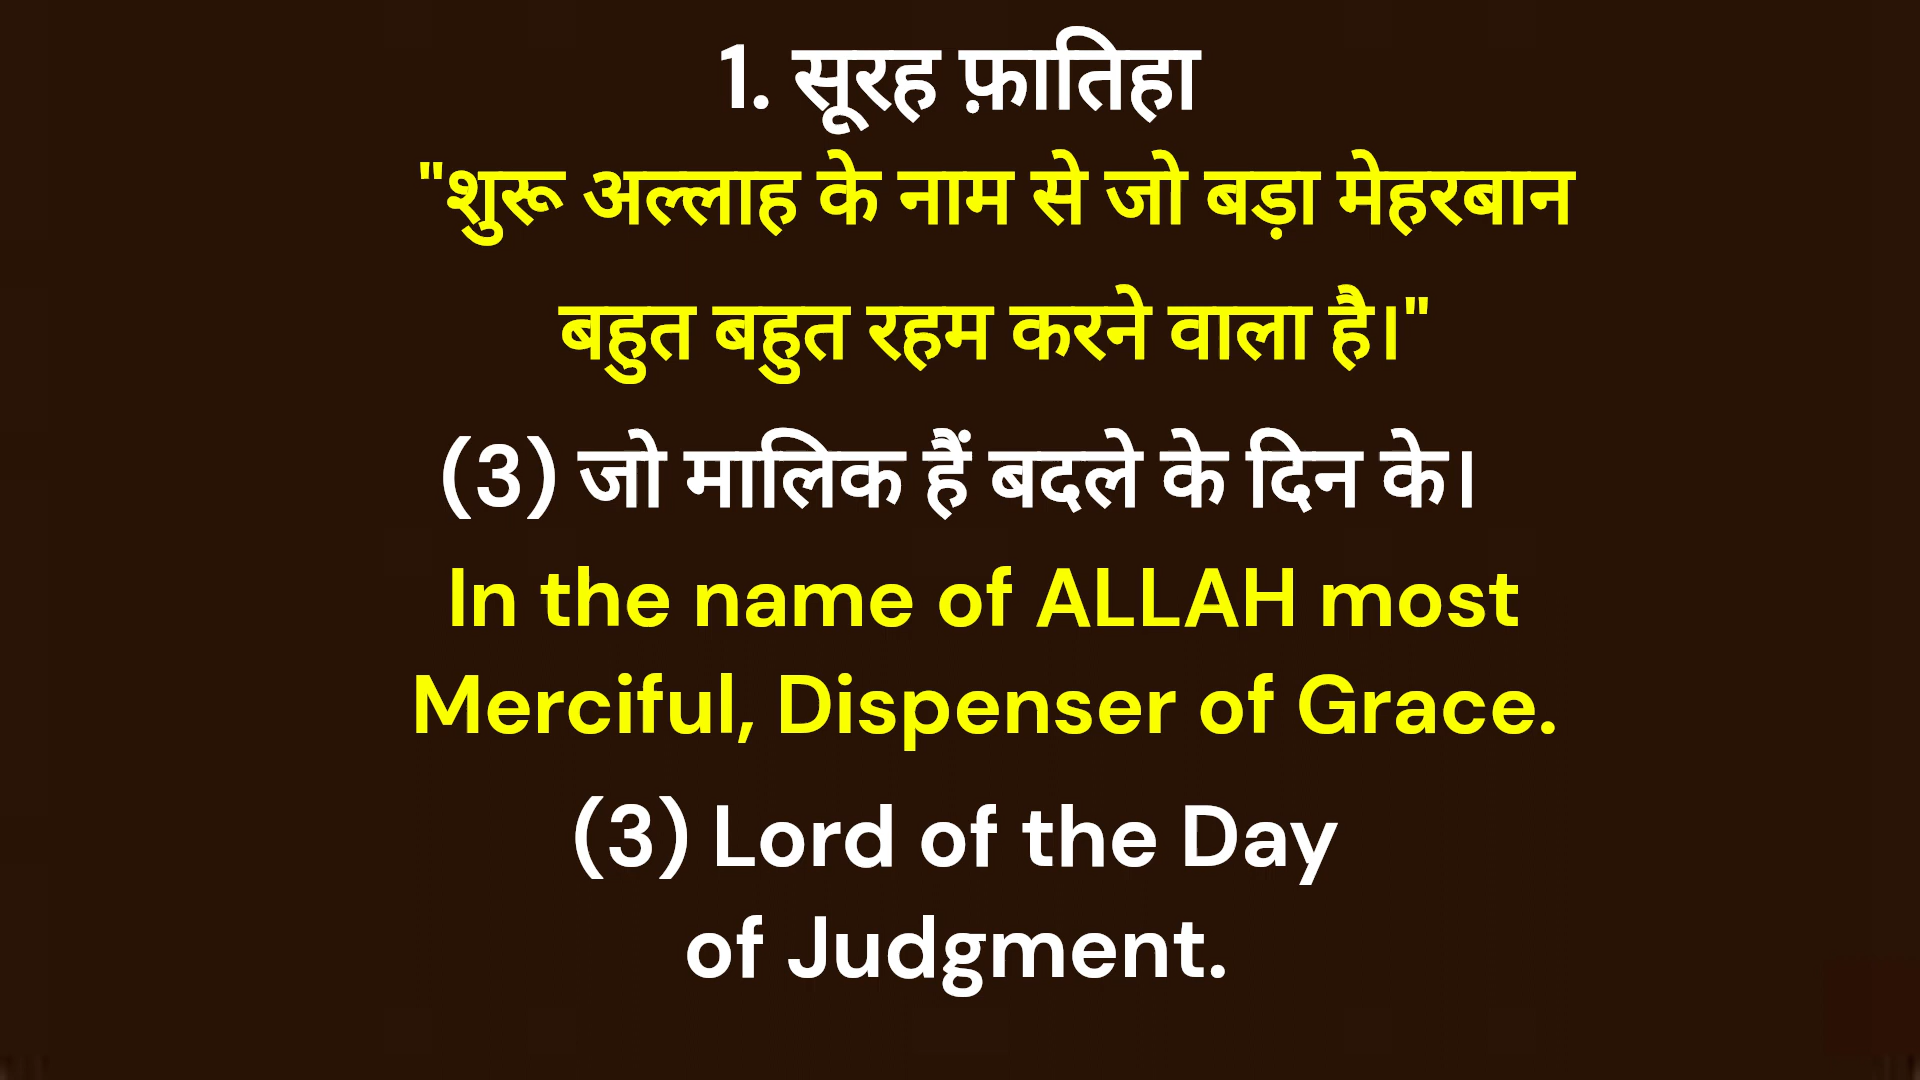 1. सूरह फ़ातिहा
"शुरू अल्लाह के नाम से जो बड़ा मेहरबान
बहुत बहुत रहम करने वाला है।"
(3) जो मालिक हैं बदले के दिन के।
In the name of ALLAH most
Merciful, Dispenser of Grace.
(3) Lord of the Day
of Judgment.